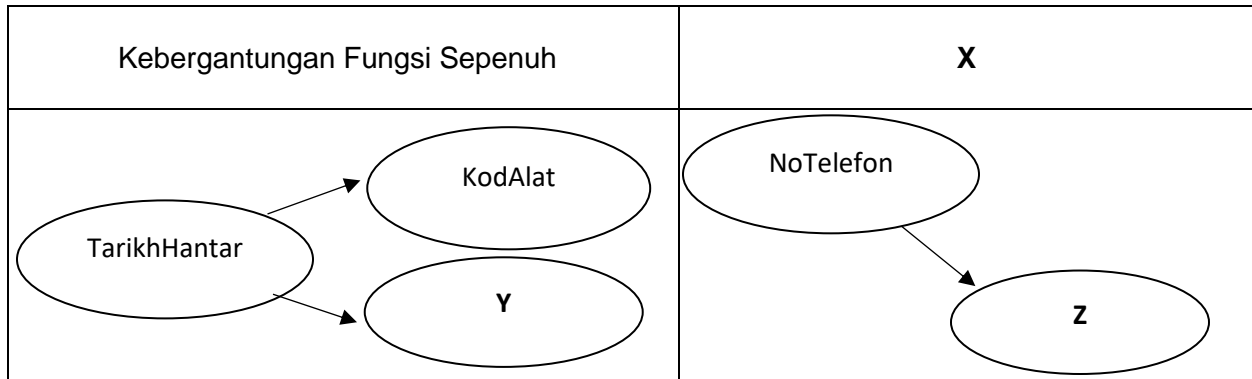 Kebergantungan Fungsi Sepenuh
X
TarikhHantar
KodAlat
Y
NoTelefon
Z